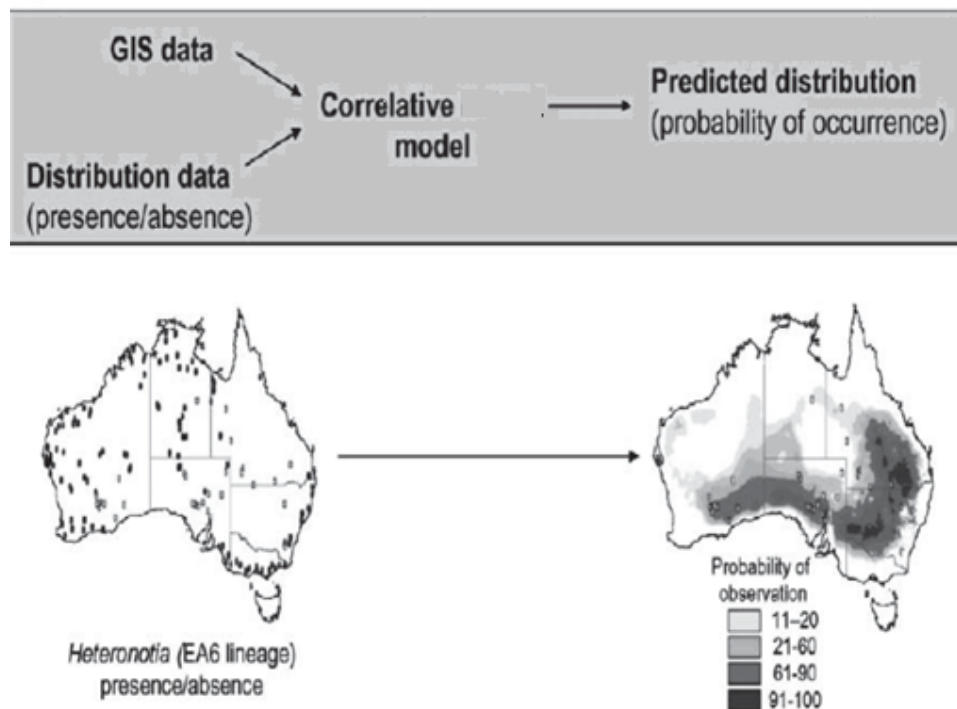 GIS data
Distribution data
(presence/absence)
Correlative
model
Predicted distribution
(probability of occurrence)
Heteronotia (EA6 lineage)
presence/absence
Probability of
observation
11–20
21-60
61-90
91-100